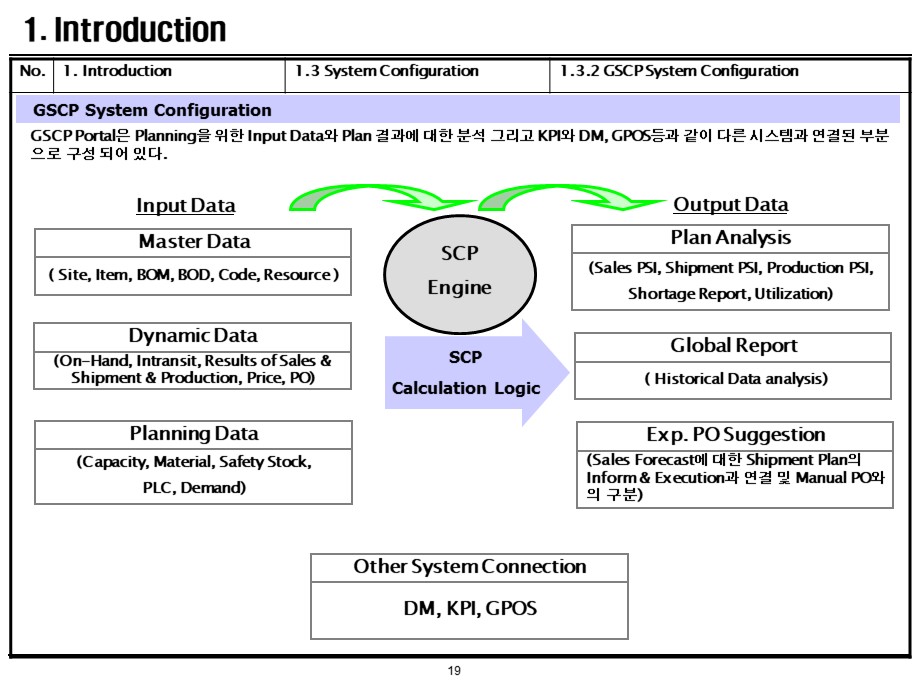 1. Introduction
No. 1. Introduction 1.3 System Configuration 1.3.2 GSCP System Configuration
GSCP System Configuration
GSCP Portal은 Planning을 위한 Input Data와 Plan 결과에 대한 분석 그리고 KPI와 DM, GPOS등과 같이 다른 시스템과 연결된 부분
으로 구성 되어 있다.
Input Data
Master Data
( Site, Item, BOM, BOD, Code, Resource )
Dynamic Data
(On-Hand, Intransit, Results of Sales &
Shipment & Production, Price, PO)
Planning Data
(Capacity, Material, Safety Stock,
PLC, Demand)
SCP
Engine
SCP
Calculation Logic
Output Data
Plan Analysis
(Sales PSI, Shipment PSI, Production PSI,
Shortage Report, Utilization)
Global Report
( Historical Data analysis)
Exp. PO Suggestion
(Sales Forecast에 대한 Shipment Plan의
Inform & Execution과 연결 및 Manual PO와
의 구분)
Other System Connection
DM, KPI, GPOS
19